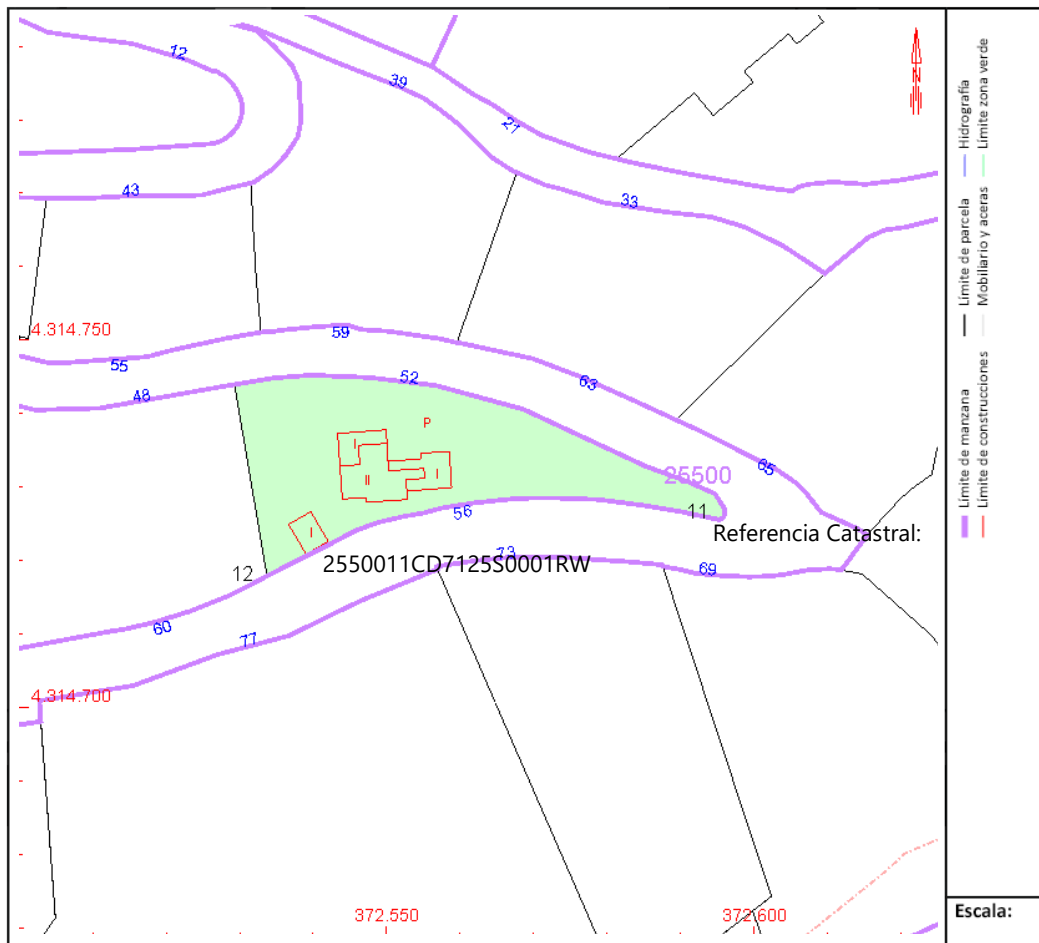 12
39
21
43
33
4.314.750
59
55
52
63
48
P
I
II
I
25500
65
11
56
I
Referencia Catastral:
73
2550011CD7125S0001RW
69
12
60
77
4.314.700
372.550
372.600
N
Límite de manzana
Límite de construcciones
Límite de parcela
Mobiliario y aceras
Hidrografía
Límite zona verde
Escala: